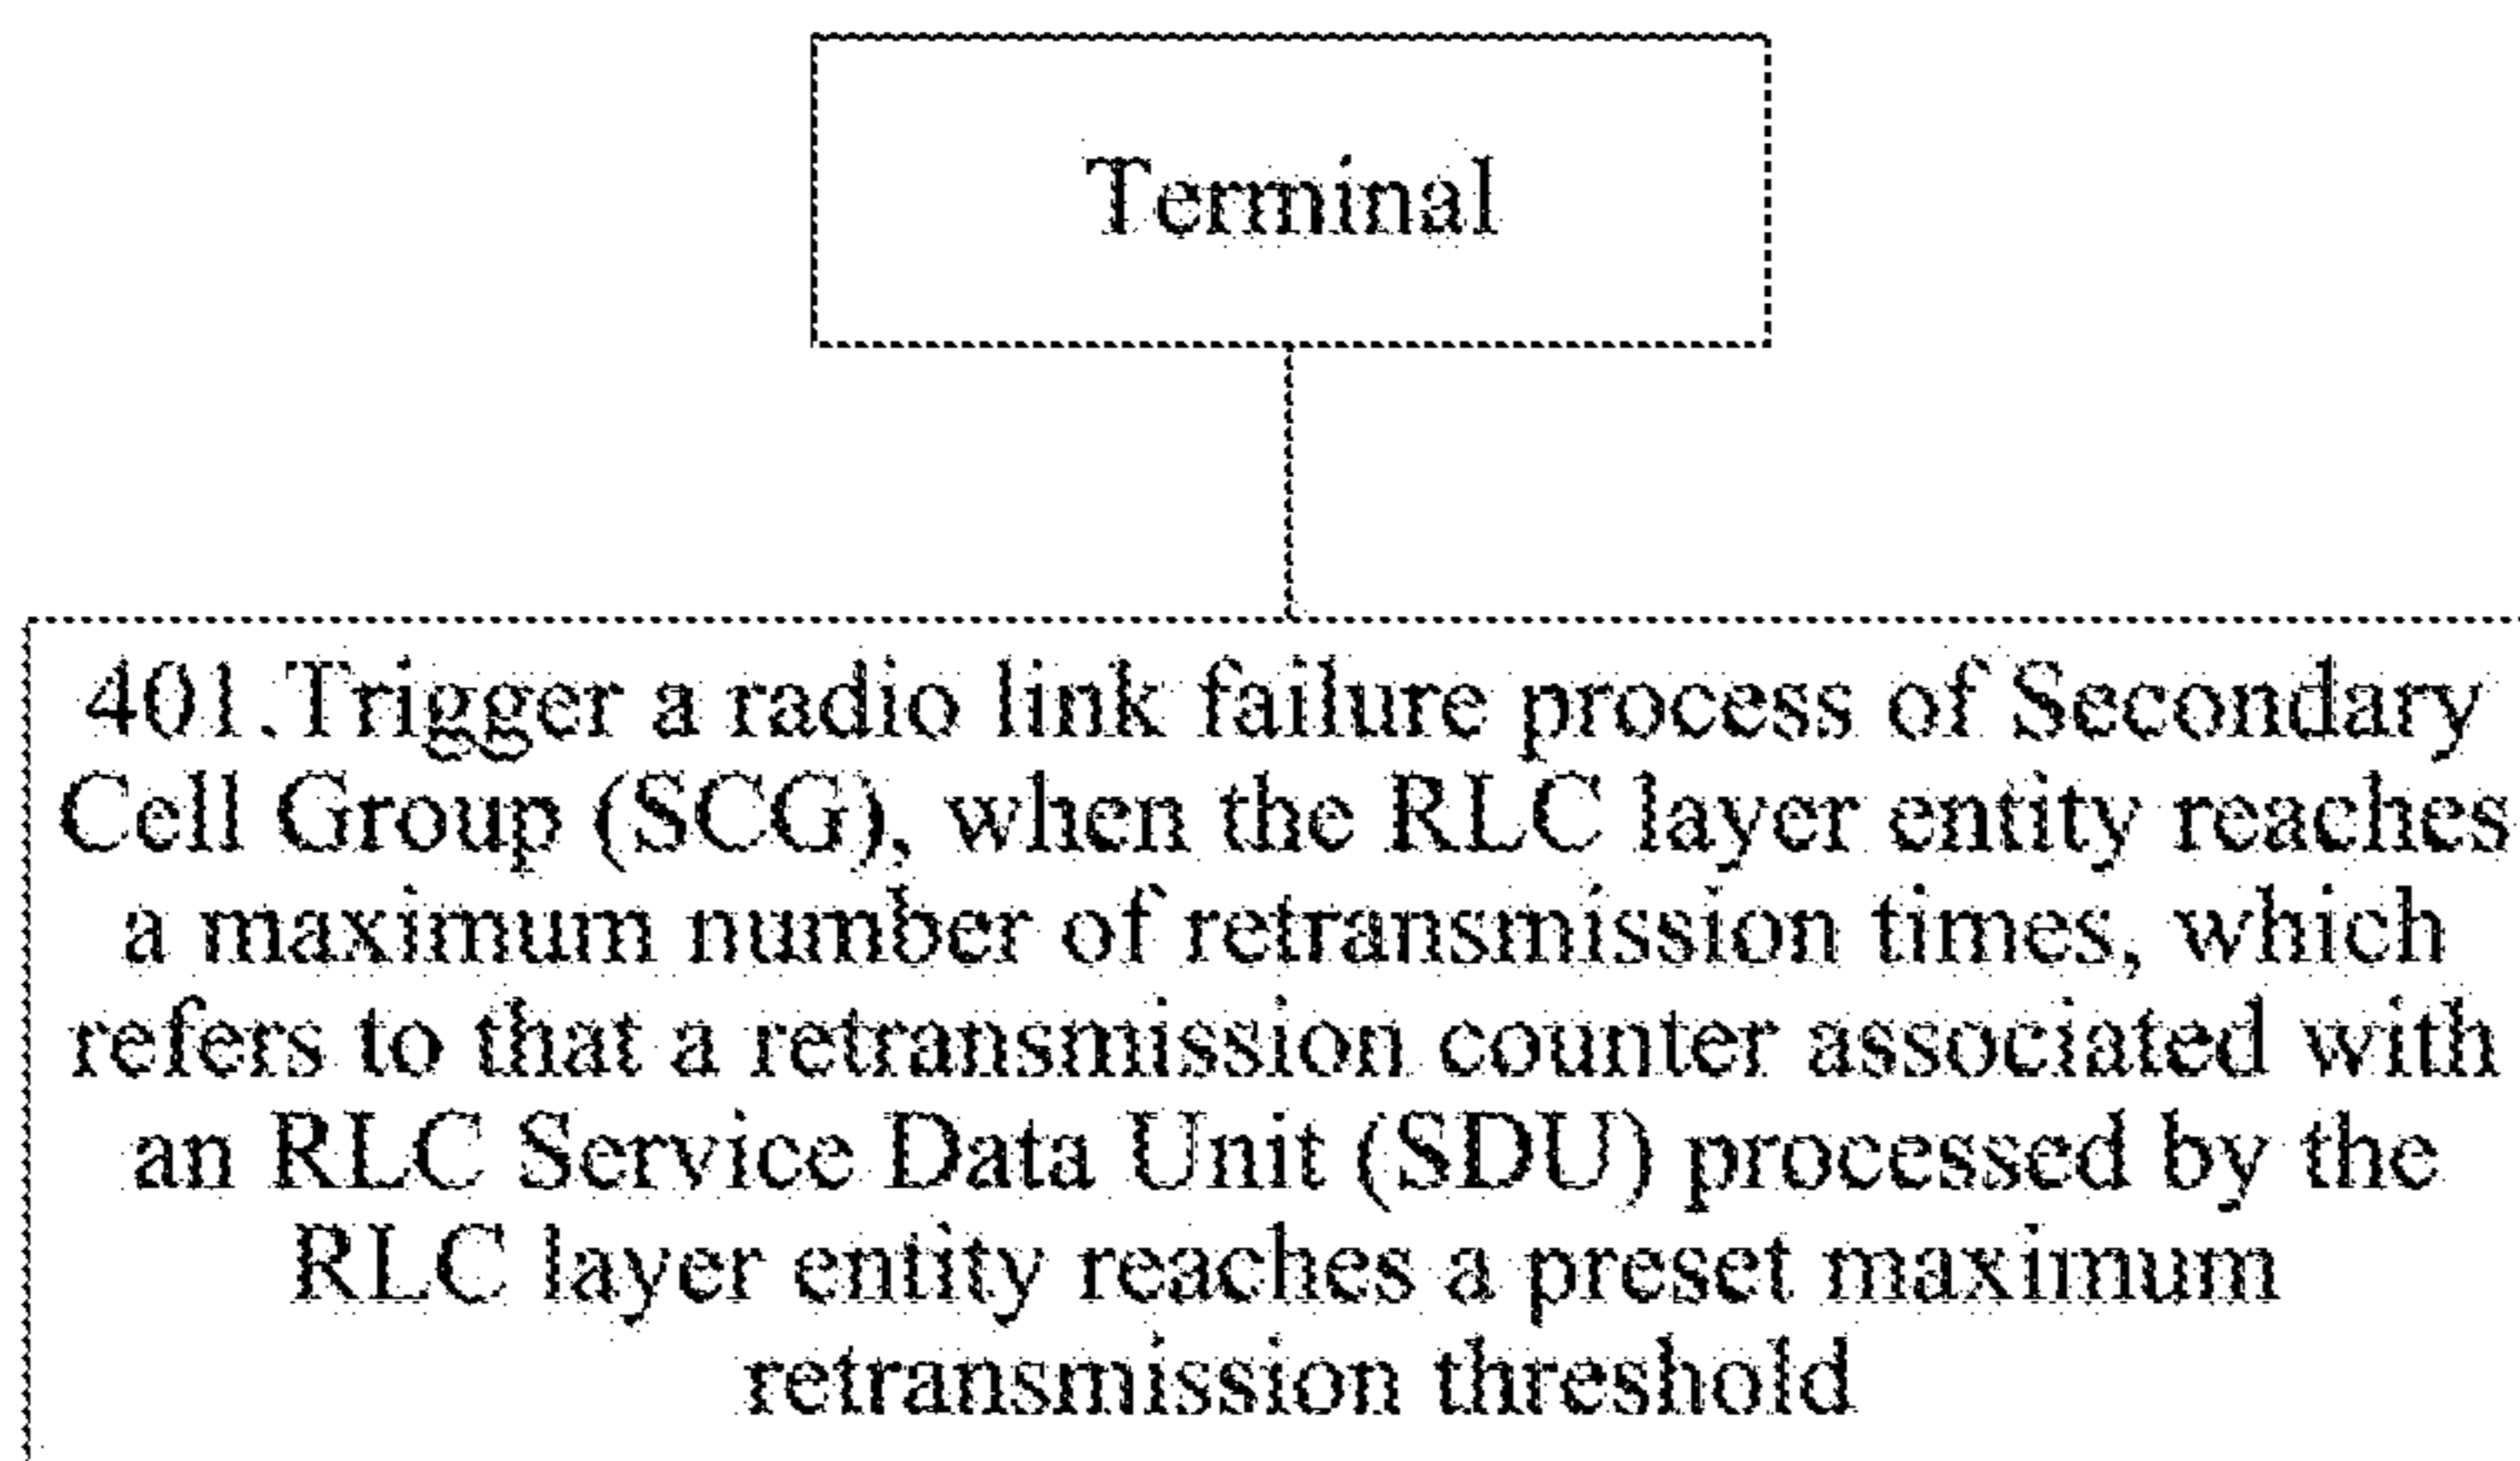 Terminal
401.Trigger a radio link failure process of Secondary
Cell Group (SCG), when the RLC layer entity reaches
a maximum number of retransmission times, which
refers to that a retransmission counter associated with
an RLC Service Data Unit (SDU) processed by the
RLC layer entity reaches a preset maximum
retransmission threshold